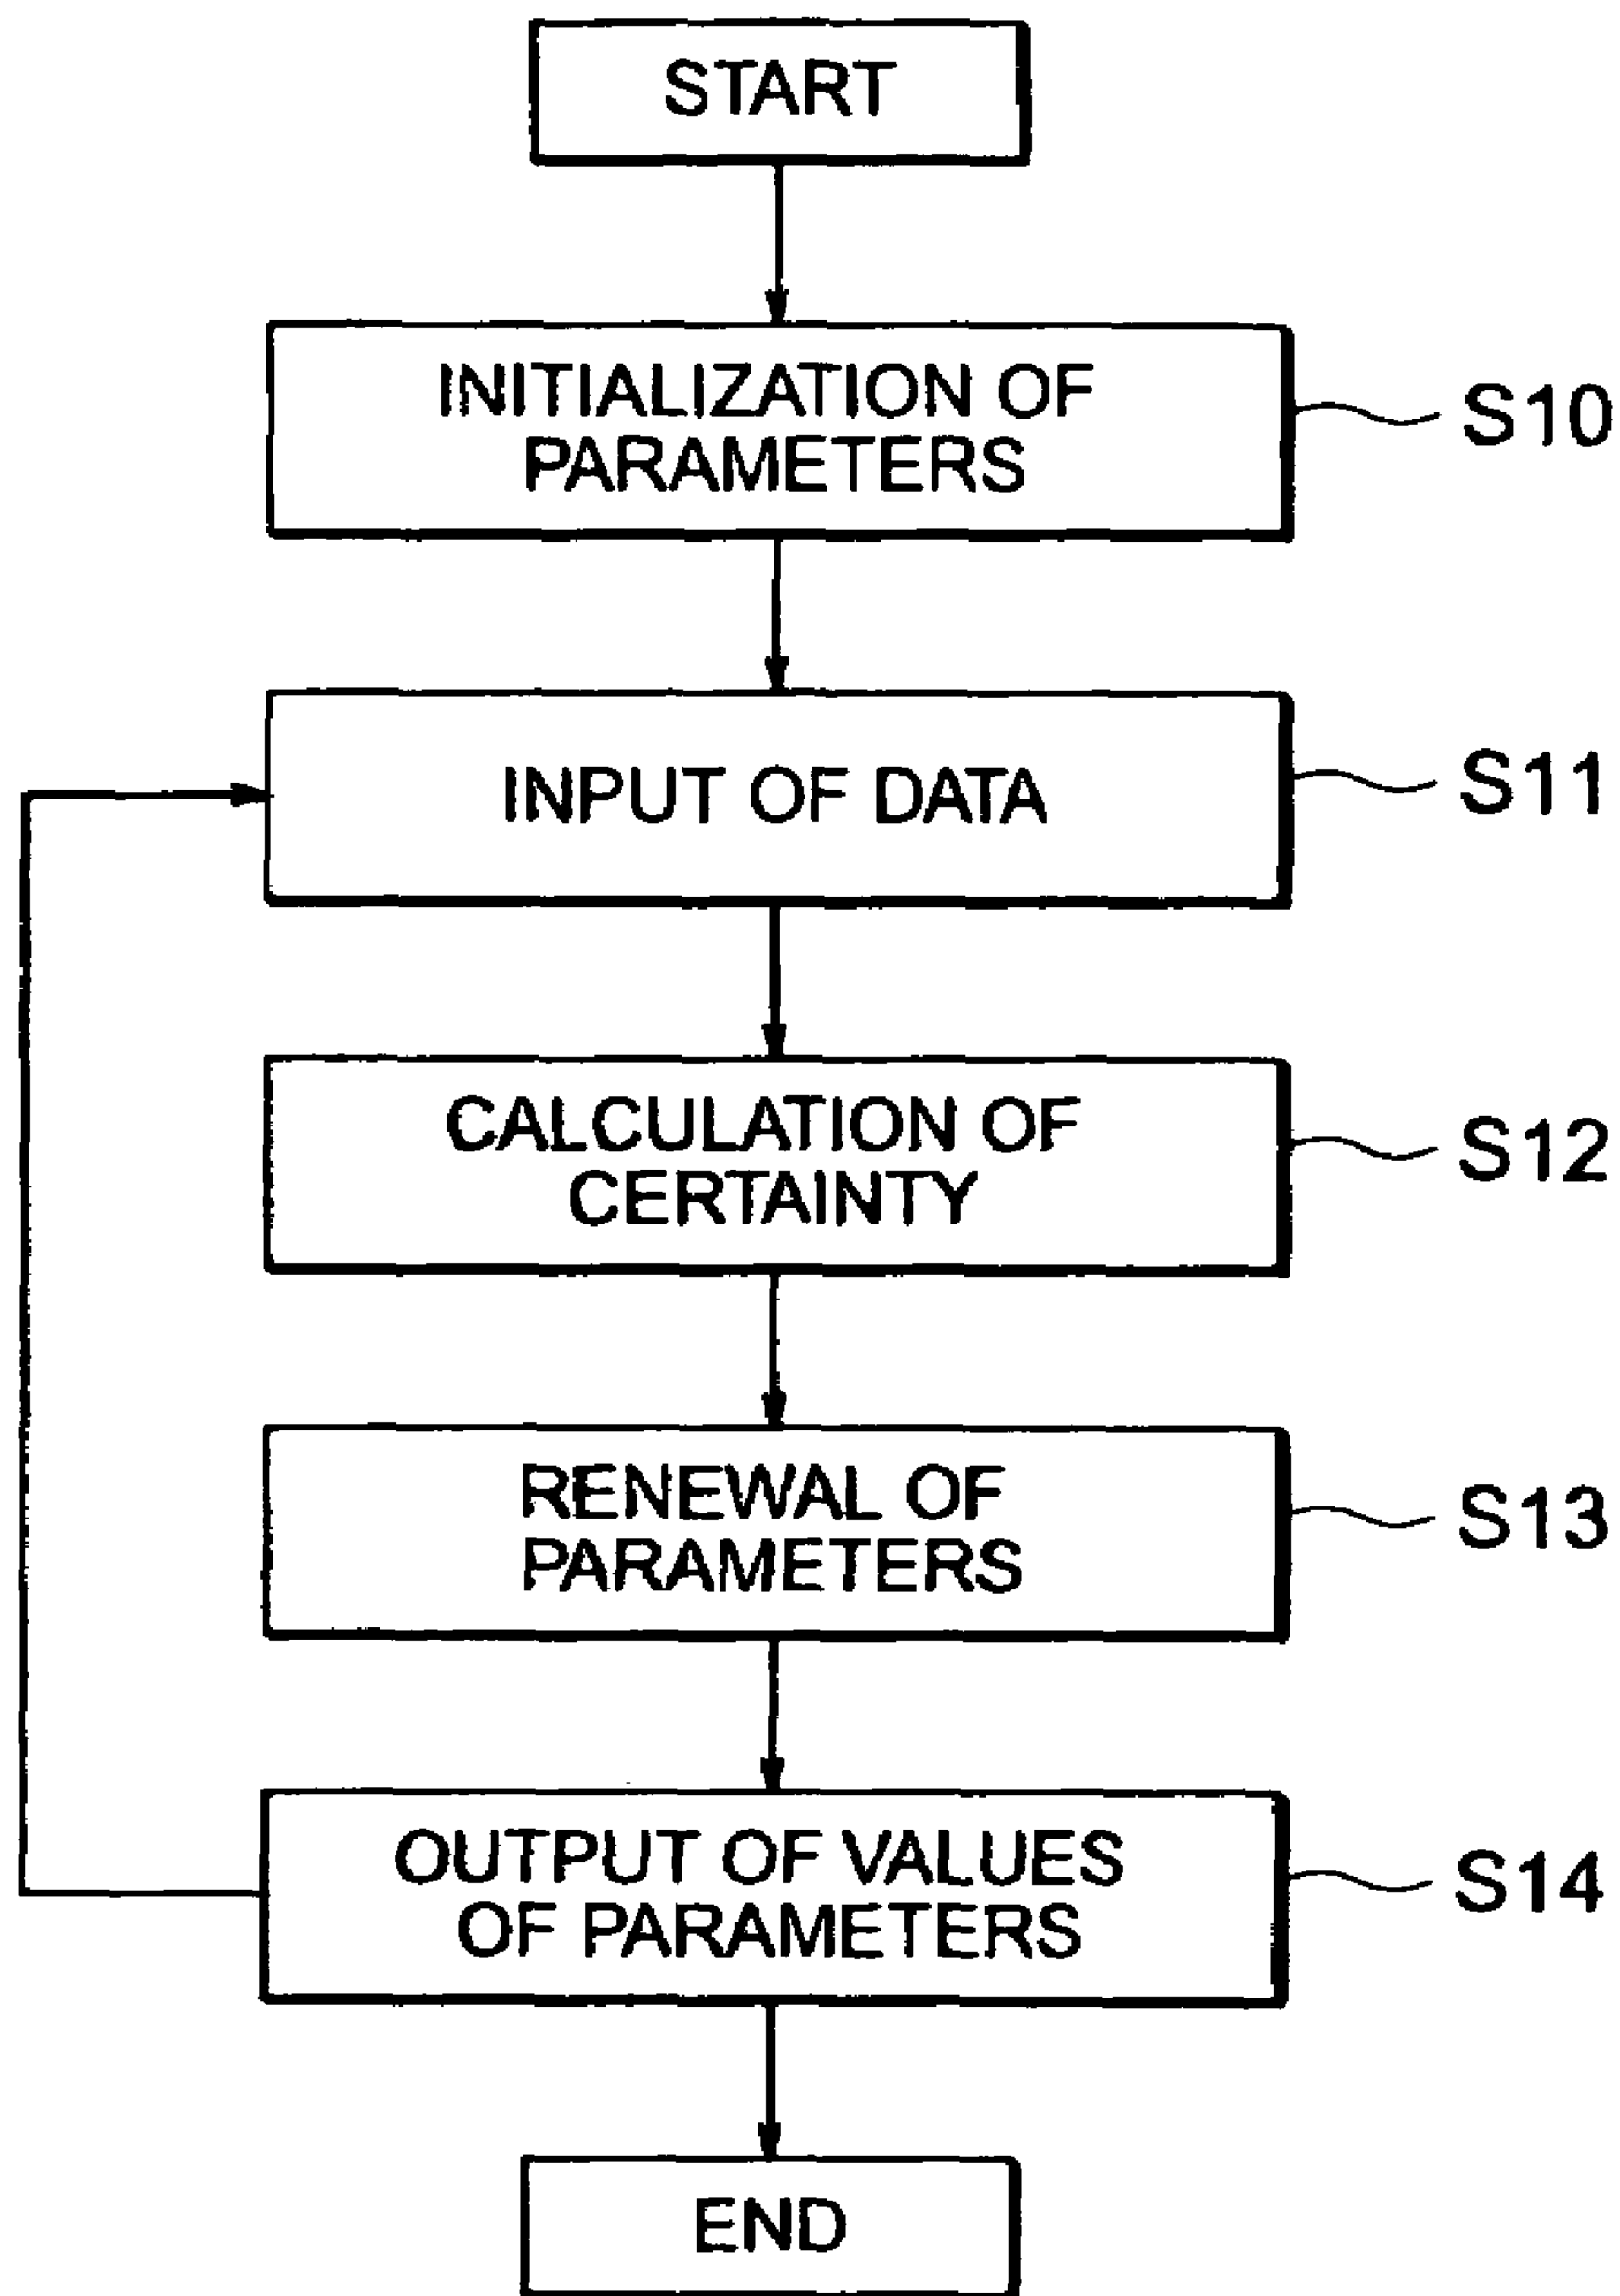 START
INITIALIZATION OF
PARAMETERS
S10
INPUT OF DATA
S11
CALCULATION OF
CERTAINTY
S12
RENEWAL OF
PARAMETERS
S13
OUTPUT OF VALUES
OF PARAMETERS
S14
END